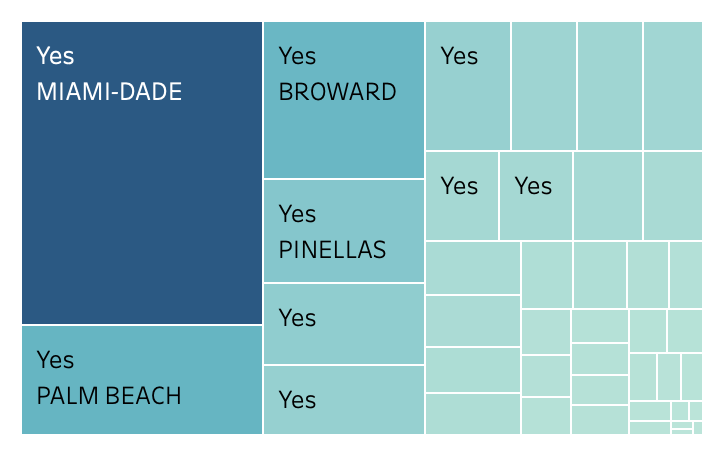 Yes
MIAMI-DADE
Yes
PALM BEACH
Yes
BROWARD
Yes
PINELLAS
Yes
Yes
Yes
Yes
Yes